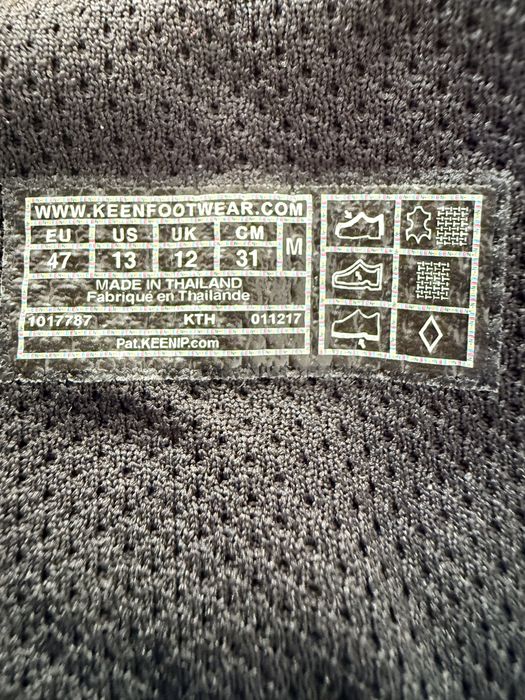 WWW.KEENFOOTWEAR.COM
EU US UK CM M
47 13 12 31
MADE IN THAILAND
Fabriqué en Thaïlande
1017787 KTH 011217
Pat.KEENIP.com